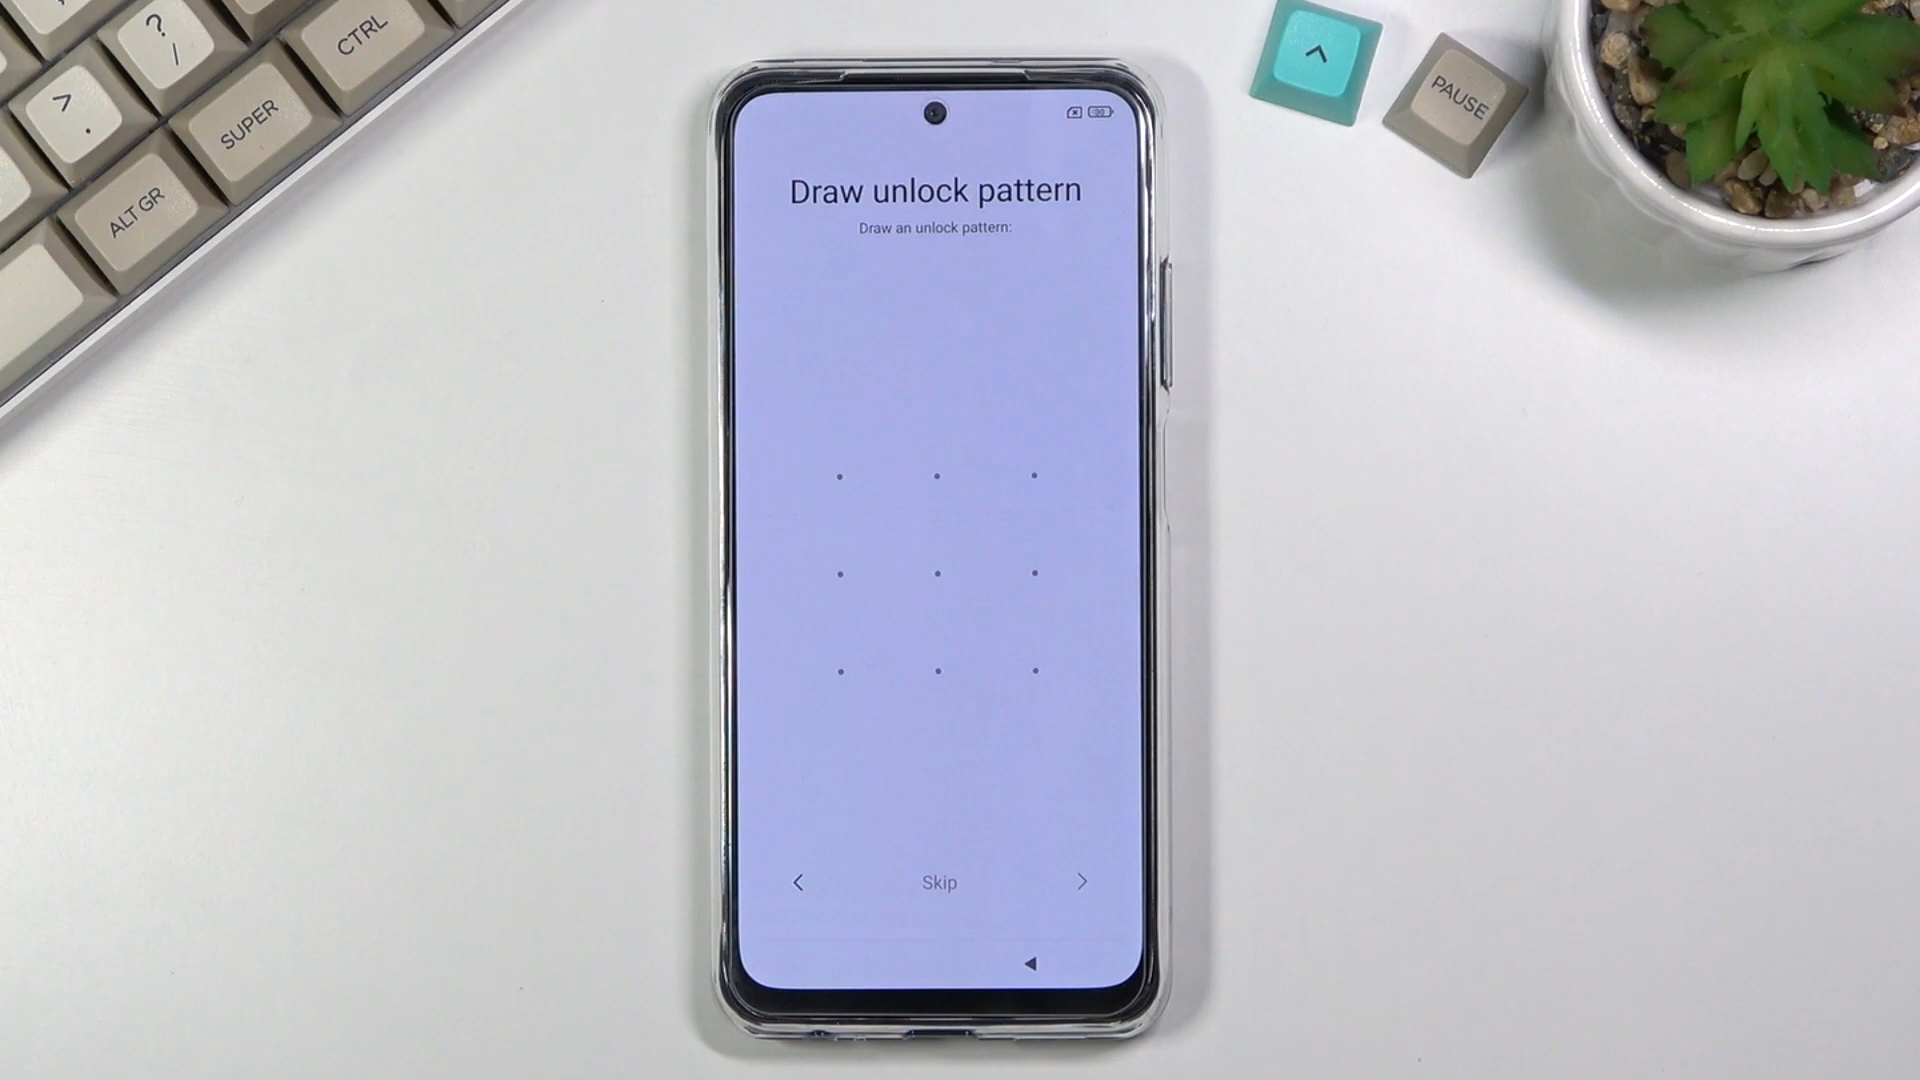 ?
/
CTRL
>
.
SUPER
ALT GR
^
PAUSE
Draw unlock pattern
Draw an unlock pattern:
Skip